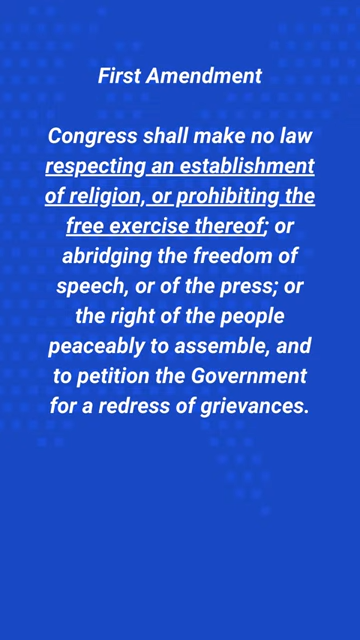 First Amendment
Congress shall make no law
respecting an establishment
of religion, or prohibiting the
free exercise thereof; or
abridging the freedom of
speech, or of the press; or
the right of the people
peaceably to assemble, and
to petition the Government
for a redress of grievances.